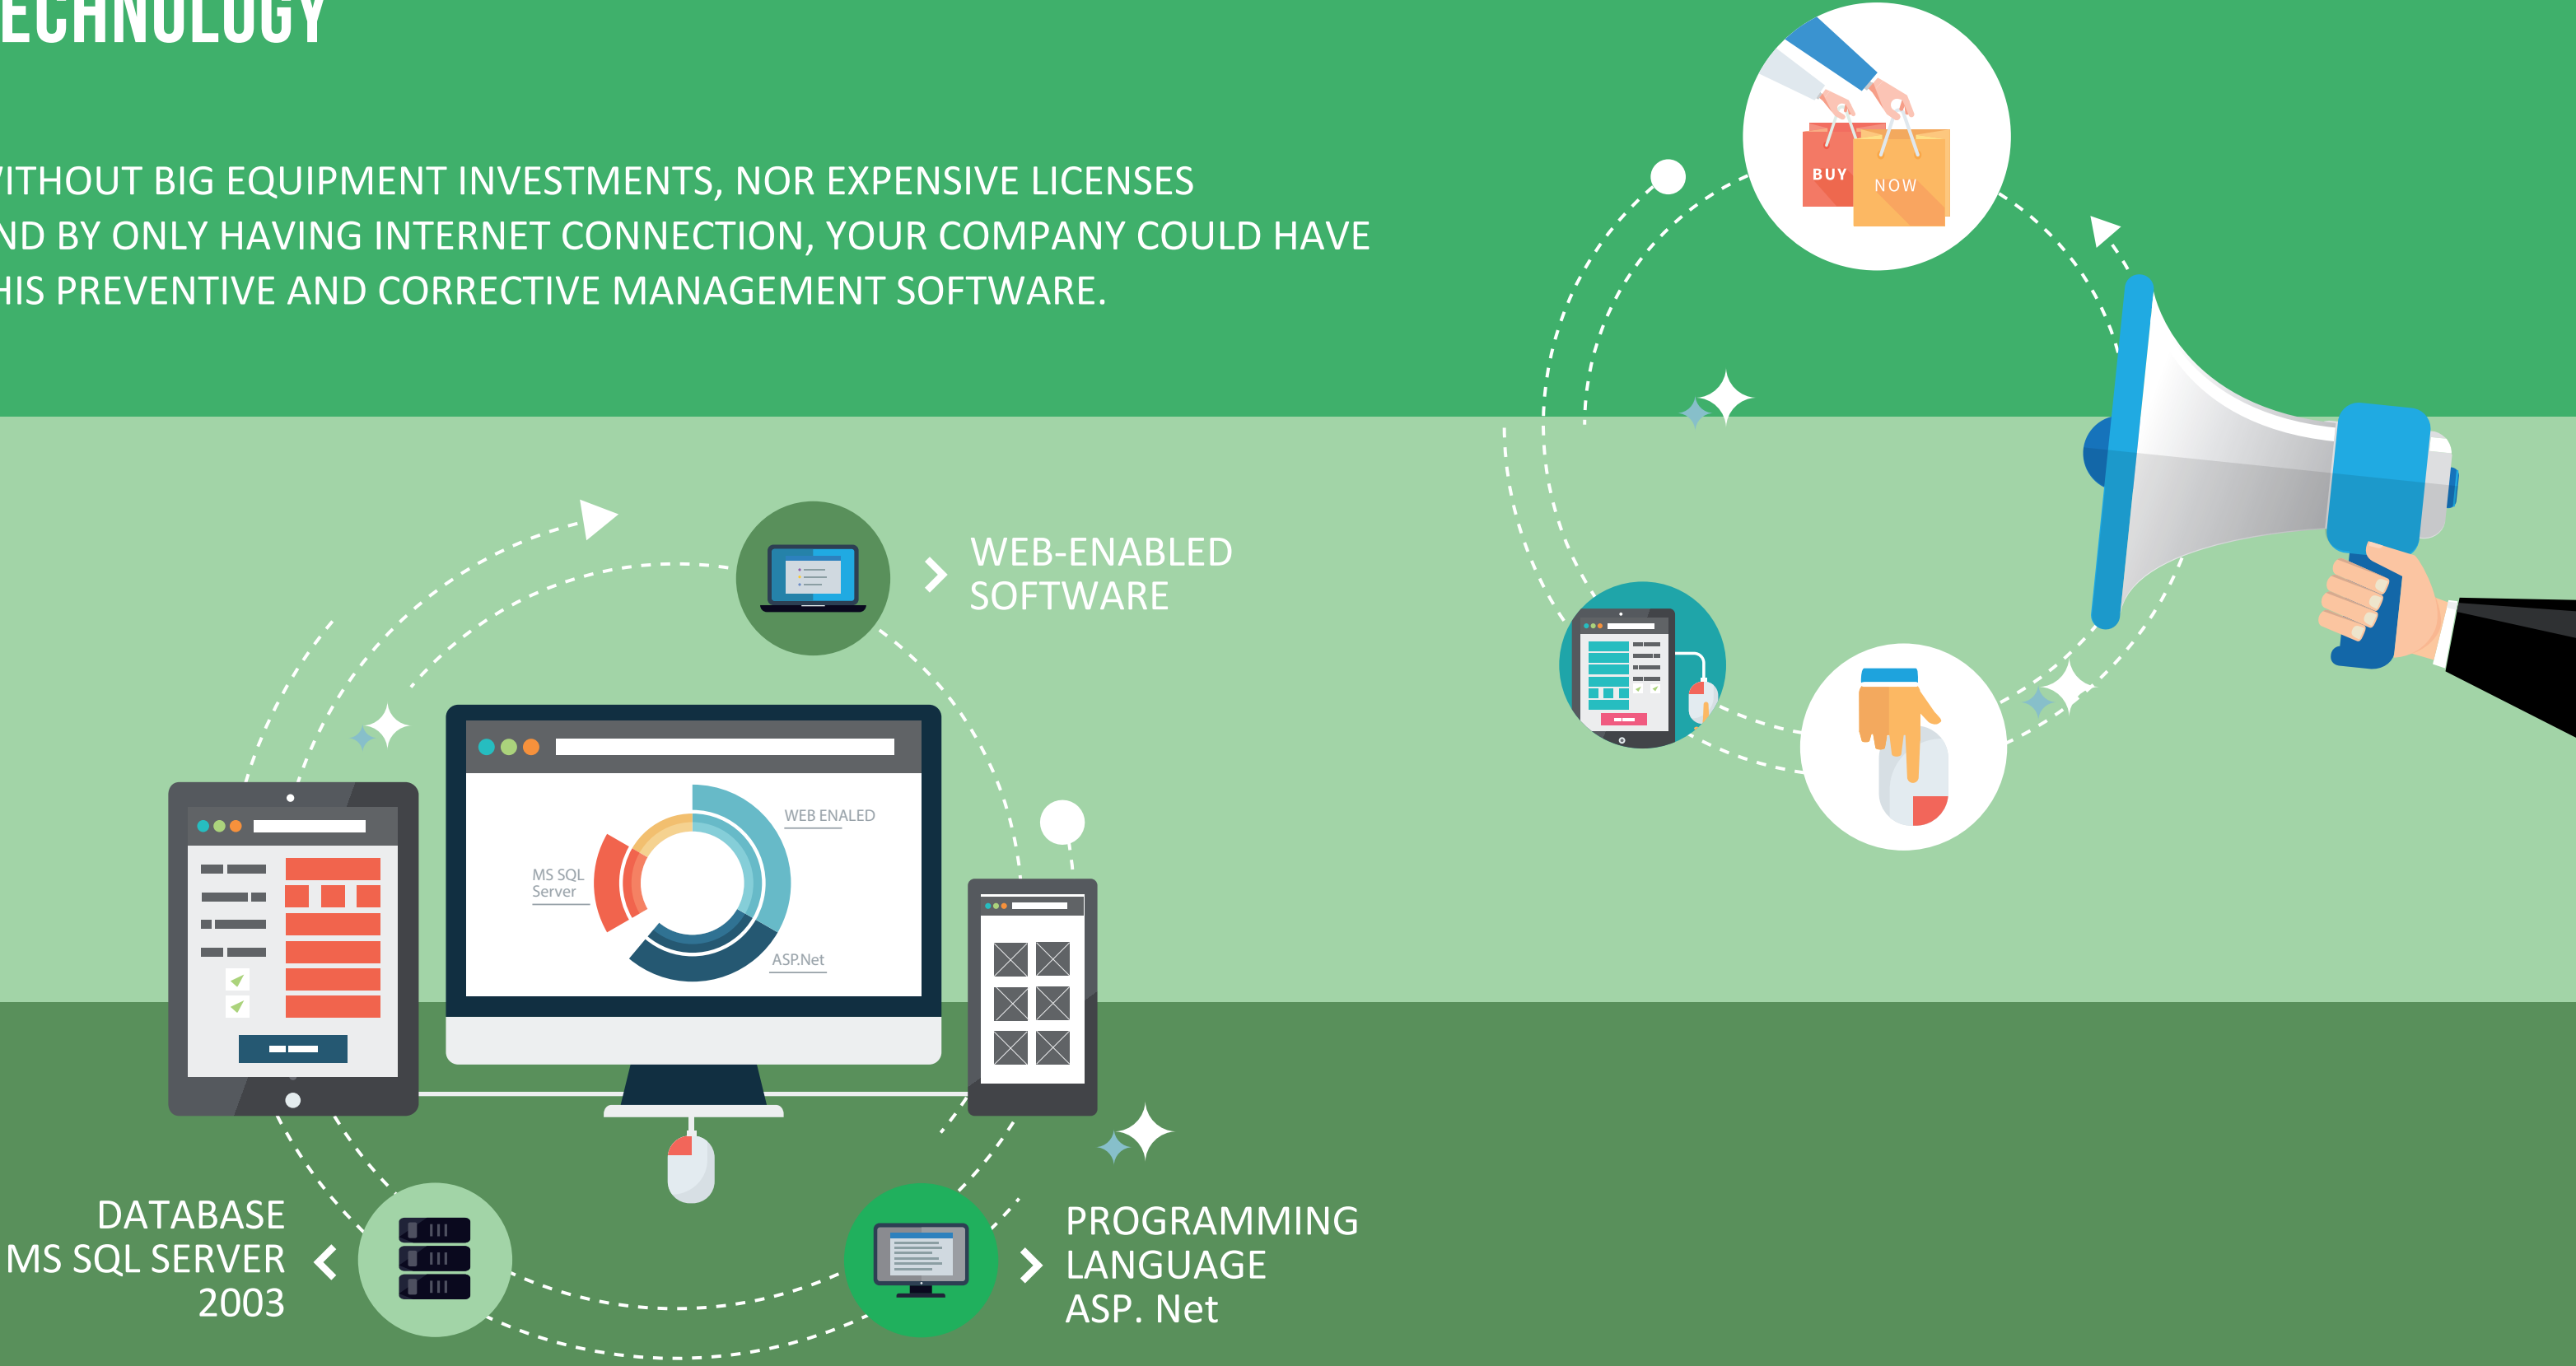 ECHNOLOGY
ITHOUT BIG EQUIPMENT INVESTMENTS, NOR EXPENSIVE LICENSES
ND BY ONLY HAVING INTERNET CONNECTION, YOUR COMPANY COULD HAVE
HIS PREVENTIVE AND CORRECTIVE MANAGEMENT SOFTWARE.
BUY
NOW
WEB-ENABLED
SOFTWARE
WEB ENALED
MS SQL
Server
ASP.Net
DATABASE
MS SQL SERVER
2003
PROGRAMMING
LANGUAGE
ASP. Net